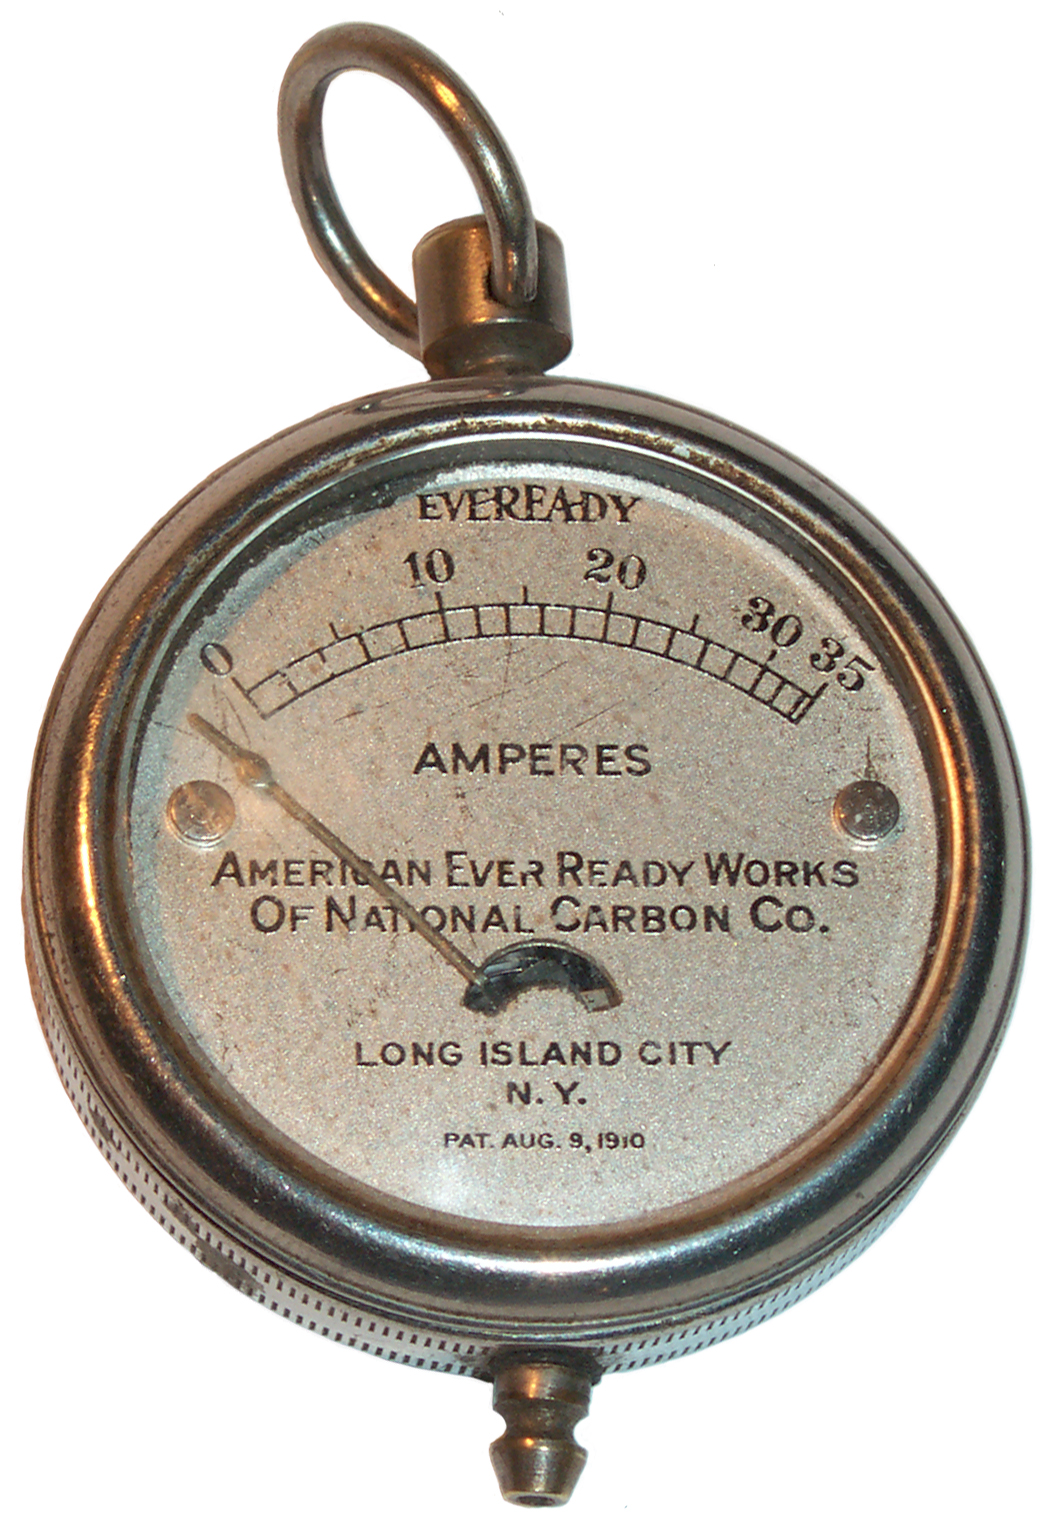 EVEREADY
0 10 20 30 35
AMPERES
AMERICAN EVER READY WORKS
OF NATIONAL CARBON CO.
LONG ISLAND CITY
N. Y.
PAT. AUG. 9, 1910